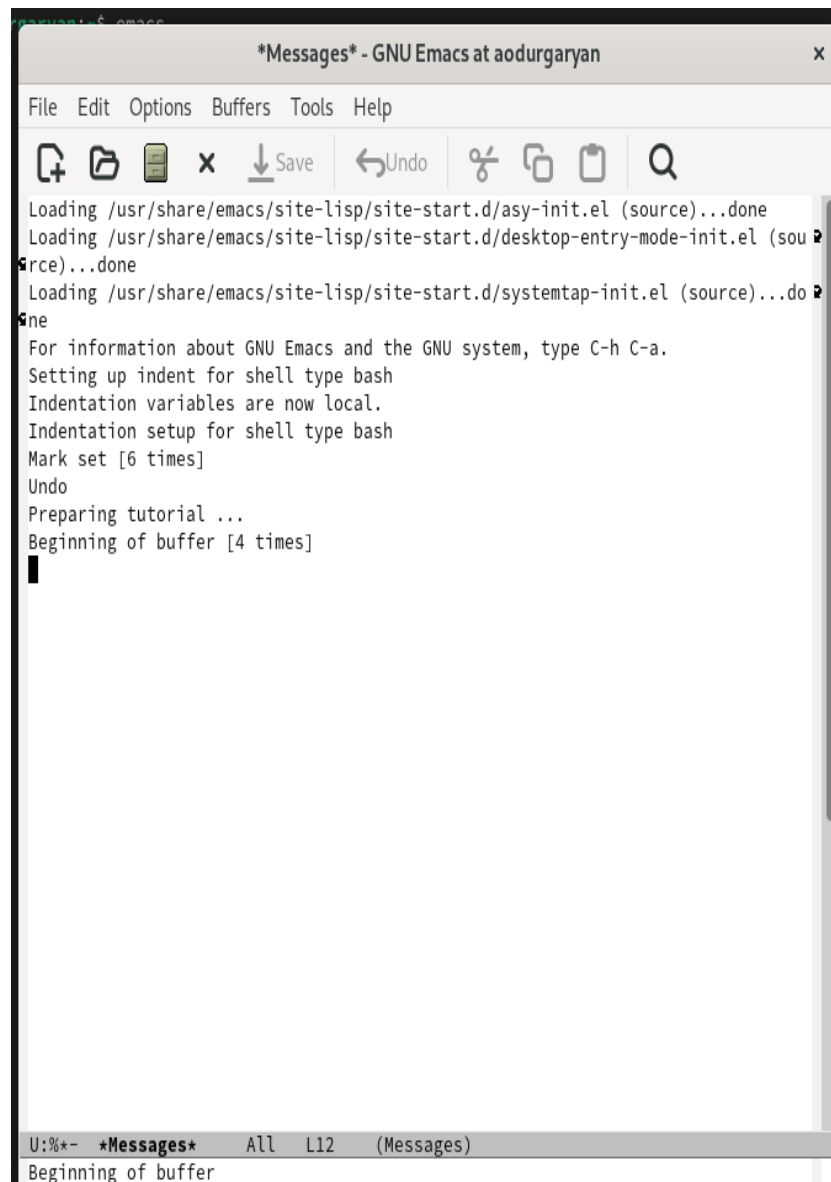 garyan:~$ emacs
*Messages* - GNU Emacs at aodurgaryan
File Edit Options Buffers Tools Help
Save Undo
Loading /usr/share/emacs/site-lisp/site-start.d/asy-init.el (source)...done
Loading /usr/share/emacs/site-lisp/site-start.d/desktop-entry-mode-init.el (sou
rce)...done
Loading /usr/share/emacs/site-lisp/site-start.d/systemtap-init.el (source)...do
ne
For information about GNU Emacs and the GNU system, type C-h C-a.
Setting up indent for shell type bash
Indentation variables are now local.
Indentation setup for shell type bash
Mark set [6 times]
Undo
Preparing tutorial ...
Beginning of buffer [4 times]
U:%*- *Messages* All L12 (Messages)
Beginning of buffer